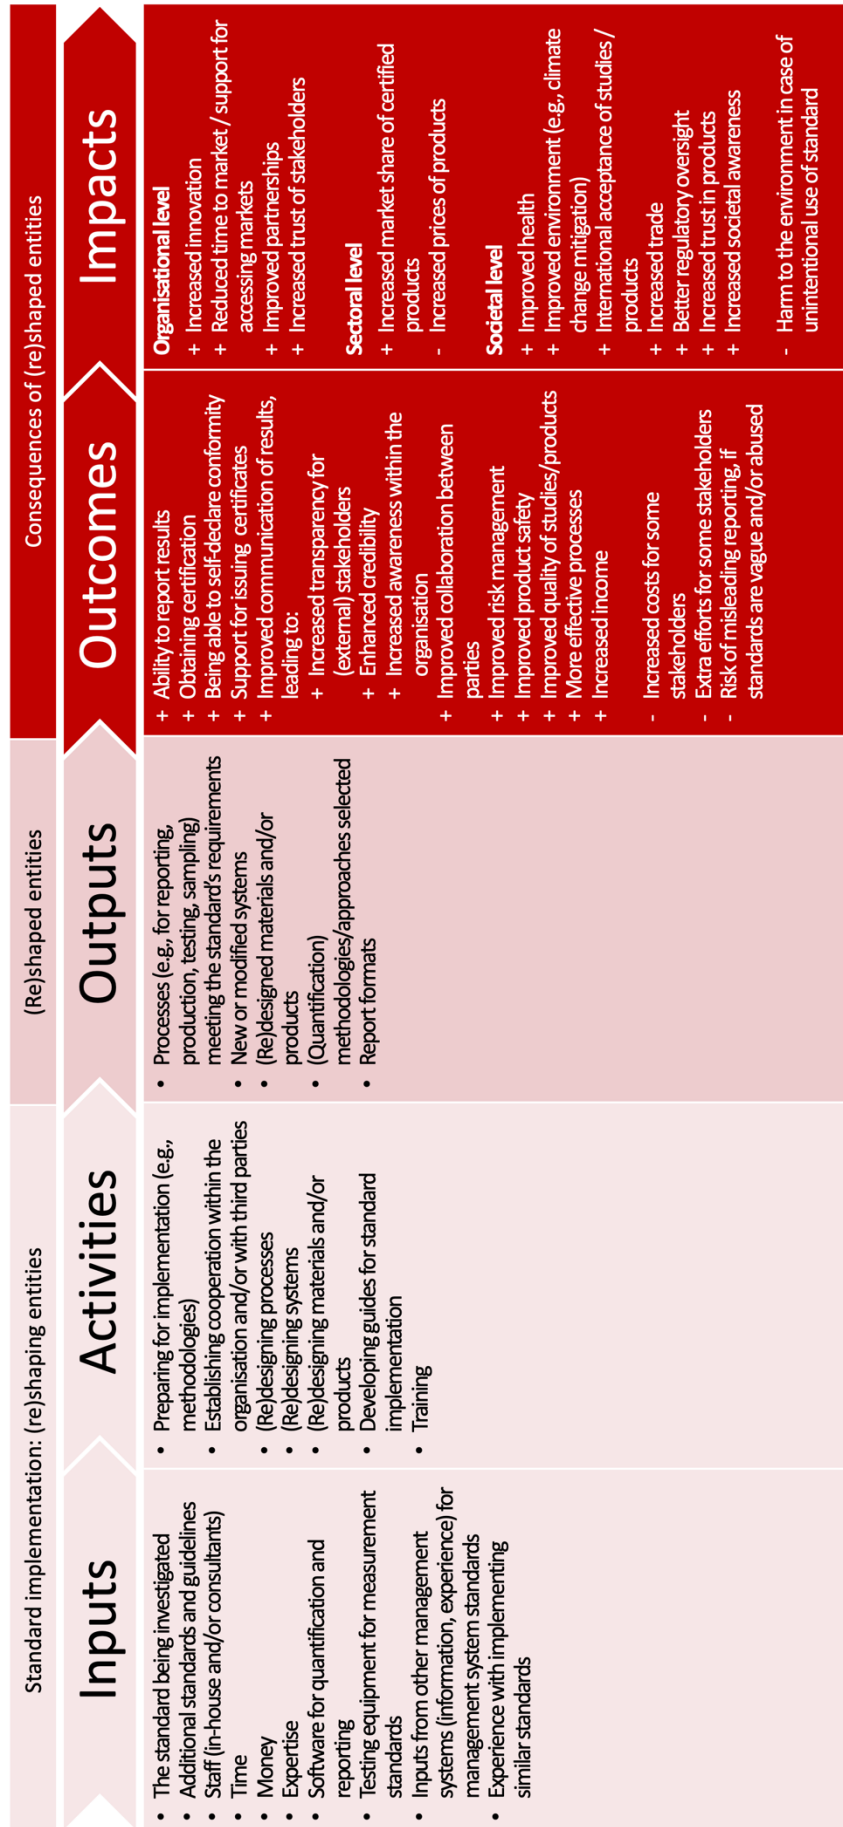 Standard implementation: (re)shaping entities
(Re)shaped entities
Consequences of (re)shaped entities
Inputs
Activities
Outputs
Outcomes
Impacts
• The standard being investigated
• Additional standards and guidelines
• Staff (in-house and/or consultants)
• Time
• Money
• Expertise
• Software for quantification and
reporting
• Testing equipment for measurement
standards
• Inputs from other management
systems (information, experience) for
management system standards
• Experience with implementing
similar standards
• Preparing for implementation (e.g.,
methodologies)
• Establishing cooperation within the
organisation and/or with third parties
• (Re)designing processes
• (Re)designing systems
• (Re)designing materials and/or
products
• Developing guides for standard
implementation
• Training
• Processes (e.g., for reporting,
production, testing, sampling)
meeting the standard's requirements
• New or modified systems
• (Re)designed materials and/or
products
• (Quantification)
methodologies/approaches selected
• Report formats
+ Ability to report results
+ Obtaining certification
+ Being able to self-declare conformity
+ Support for issuing certificates
+ Improved communication of results,
leading to:
+ Increased transparency for
(external) stakeholders
+ Enhanced credibility
+ Increased awareness within the
organisation
+ Improved collaboration between
parties
+ Improved risk management
+ Improved product safety
+ Improved quality of studies/products
+ More effective processes
+ Increased income
- Increased costs for some
stakeholders
- Extra efforts for some stakeholders
- Risk of misleading reporting, if
standards are vague and/or abused
Organisational level
+ Increased innovation
+ Reduced time to market / support for
accessing markets
+ Improved partnerships
+ Increased trust of stakeholders
Sectoral level
+ Increased market share of certified
products
- Increased prices of products
Societal level
+ Improved health
+ Improved environment (e.g., climate
change mitigation)
+ International acceptance of studies /
products
+ Increased trade
+ Better regulatory oversight
+ Increased trust in products
+ Increased societal awareness
- Harm to the environment in case of
unintentional use of standard